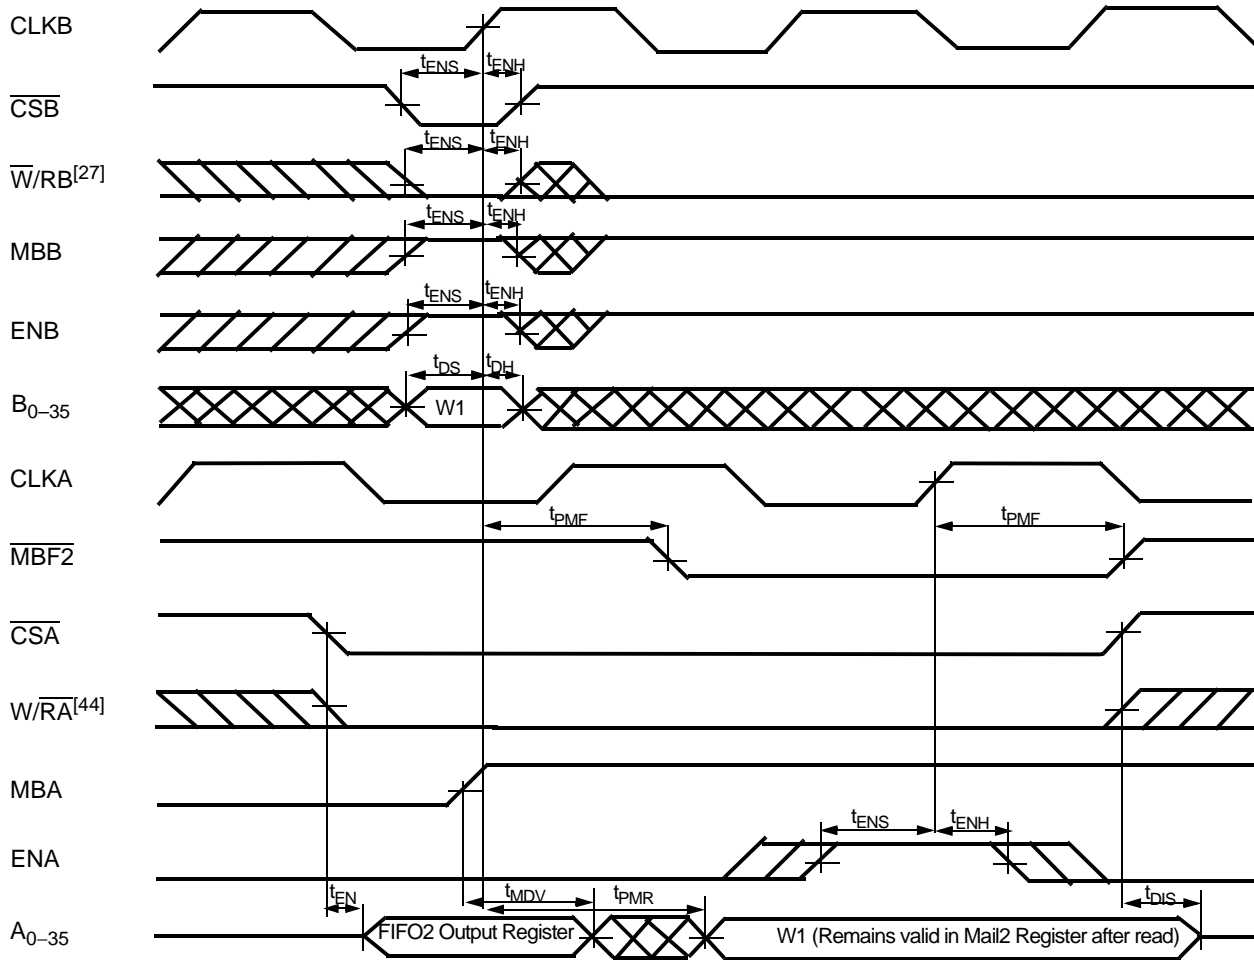 CLKB
tENS tENH
CSB
tENS tENH
W/RB[27]
tENS tENH
MBB
tENS tENH
ENB
tDS tDH
B0–35 W1
CLKA
tPMF tPMF
MBF2
CSA
W/RA[44]
MBA
tENS tENH
ENA
tEN tMDV tPMR tDIS
A0–35 FIFO2 Output Register W1 (Remains valid in Mail2 Register after read)